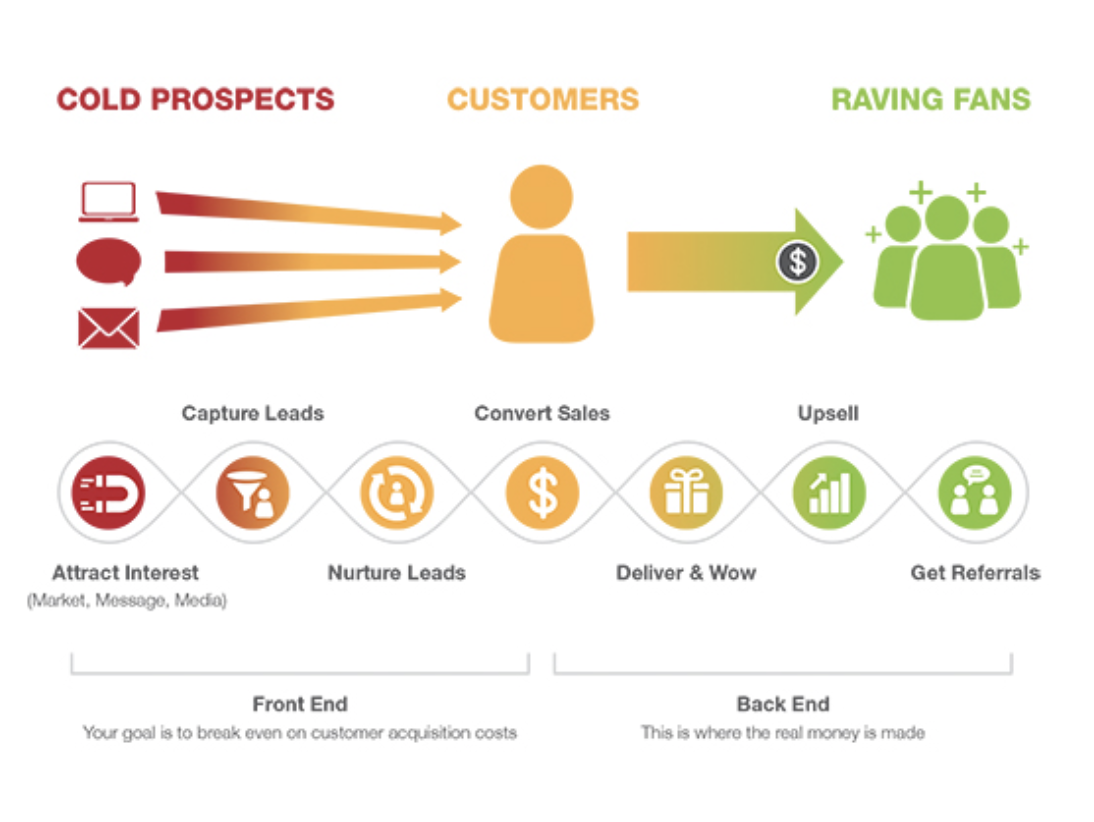 COLD PROSPECTS
CUSTOMERS
RAVING FANS
$
Capture Leads
Convert Sales
Upsell
$
Attract Interest
(Market, Message, Media)
Nurture Leads
Deliver & Wow
Get Referrals
Front End
Your goal is to break even on customer acquisition costs
Back End
This is where the real money is made